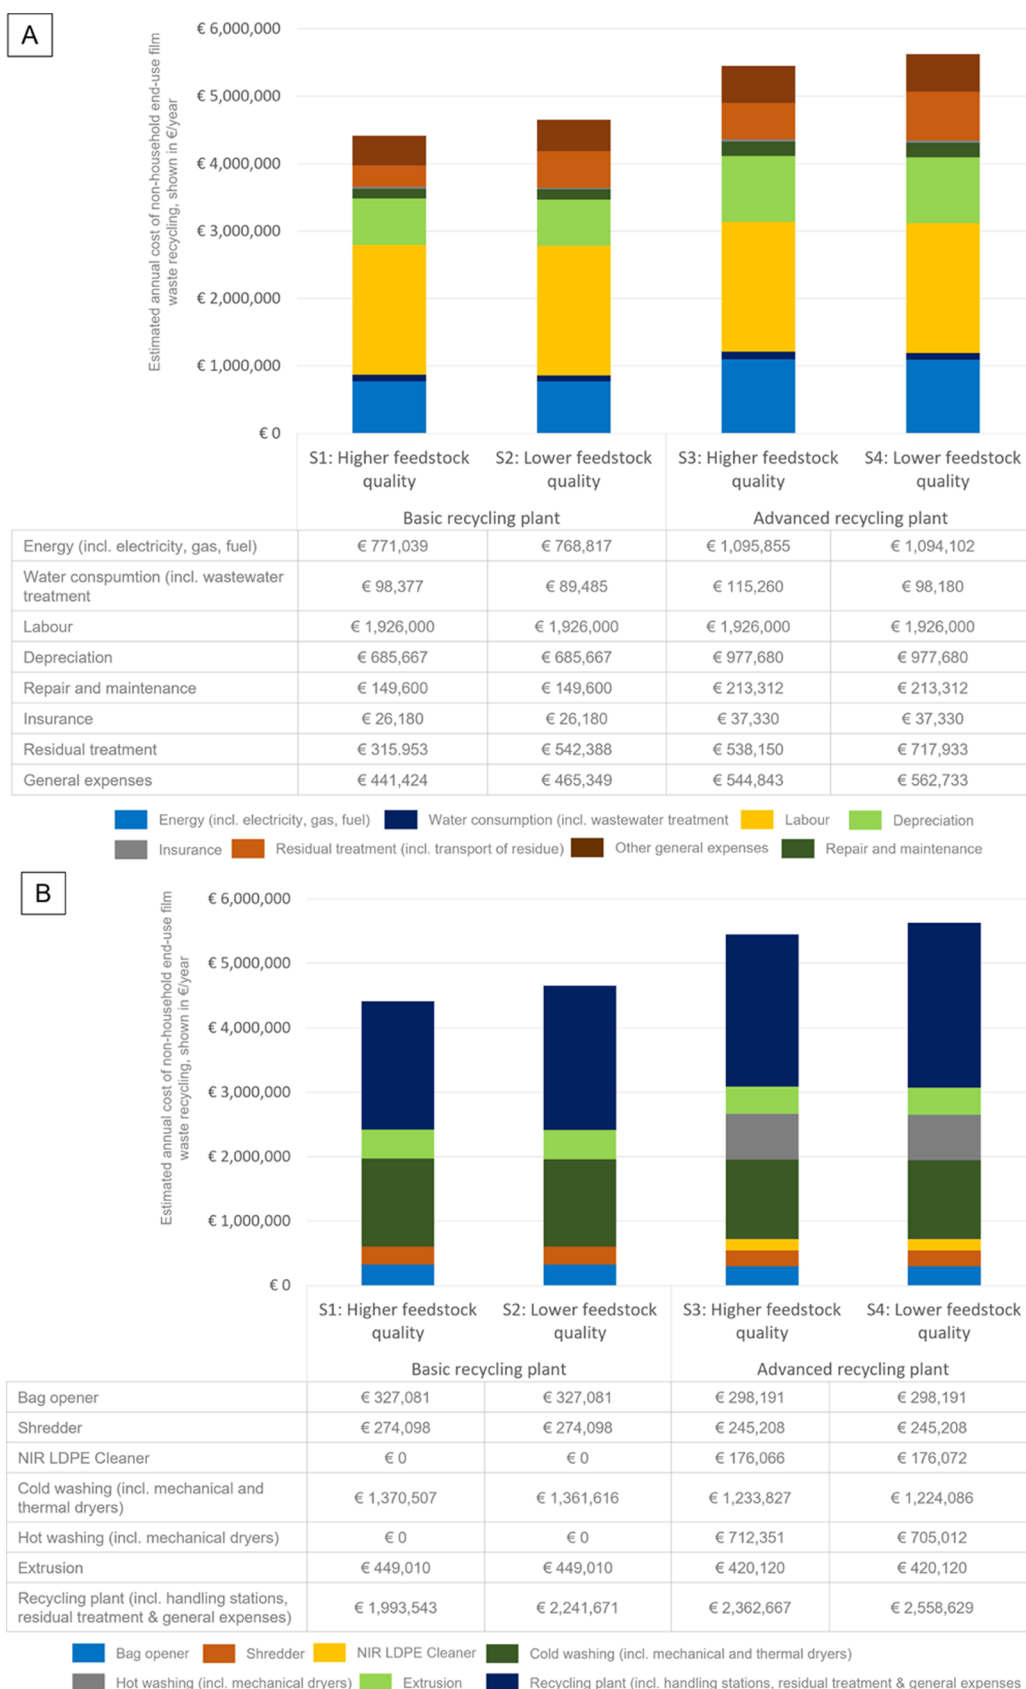 A
Estimated annual cost of non-household end-use film
waste recycling, shown in €/year
€ 6,000,000
€ 5,000,000
€ 4,000,000
€ 3,000,000
€ 2,000,000
€ 1,000,000
€ 0
S1: Higher feedstock quality
S2: Lower feedstock quality
S3: Higher feedstock quality
S4: Lower feedstock quality
Basic recycling plant
Advanced recycling plant
Energy (incl. electricity, gas, fuel) € 771,039 € 768,817 € 1,095,855 € 1,094,102
Water conspumtion (incl. wastewater treatment € 98,377 € 89,485 € 115,260 € 98,180
Labour € 1,926,000 € 1,926,000 € 1,926,000 € 1,926,000
Depreciation € 685,667 € 685,667 € 977,680 € 977,680
Repair and maintenance € 149,600 € 149,600 € 213,312 € 213,312
Insurance € 26,180 € 26,180 € 37,330 € 37,330
Residual treatment € 315.953 € 542,388 € 538,150 € 717,933
General expenses € 441,424 € 465,349 € 544,843 € 562,733
Energy (incl. electricity, gas, fuel) Water consumption (incl. wastewater treatment Labour Depreciation
Insurance Residual treatment (incl. transport of residue) Other general expenses Repair and maintenance
B
Estimated annual cost of non-household end-use film
waste recycling, shown in €/year
€ 6,000,000
€ 5,000,000
€ 4,000,000
€ 3,000,000
€ 2,000,000
€ 1,000,000
€ 0
S1: Higher feedstock quality
S2: Lower feedstock quality
S3: Higher feedstock quality
S4: Lower feedstock quality
Basic recycling plant
Advanced recycling plant
Bag opener € 327,081 € 327,081 € 298,191 € 298,191
Shredder € 274,098 € 274,098 € 245,208 € 245,208
NIR LDPE Cleaner € 0 € 0 € 176,066 € 176,072
Cold washing (incl. mechanical and thermal dryers) € 1,370,507 € 1,361,616 € 1,233,827 € 1,224,086
Hot washing (incl. mechanical dryers) € 0 € 0 € 712,351 € 705,012
Extrusion € 449,010 € 449,010 € 420,120 € 420,120
Recycling plant (incl. handling stations, residual treatment & general expenses) € 1,993,543 € 2,241,671 € 2,362,667 € 2,558,629
Bag opener Shredder NIR LDPE Cleaner Cold washing (incl. mechanical and thermal dryers)
Hot washing (incl. mechanical dryers) Extrusion Recycling plant (incl. handling stations, residual treatment & general expenses